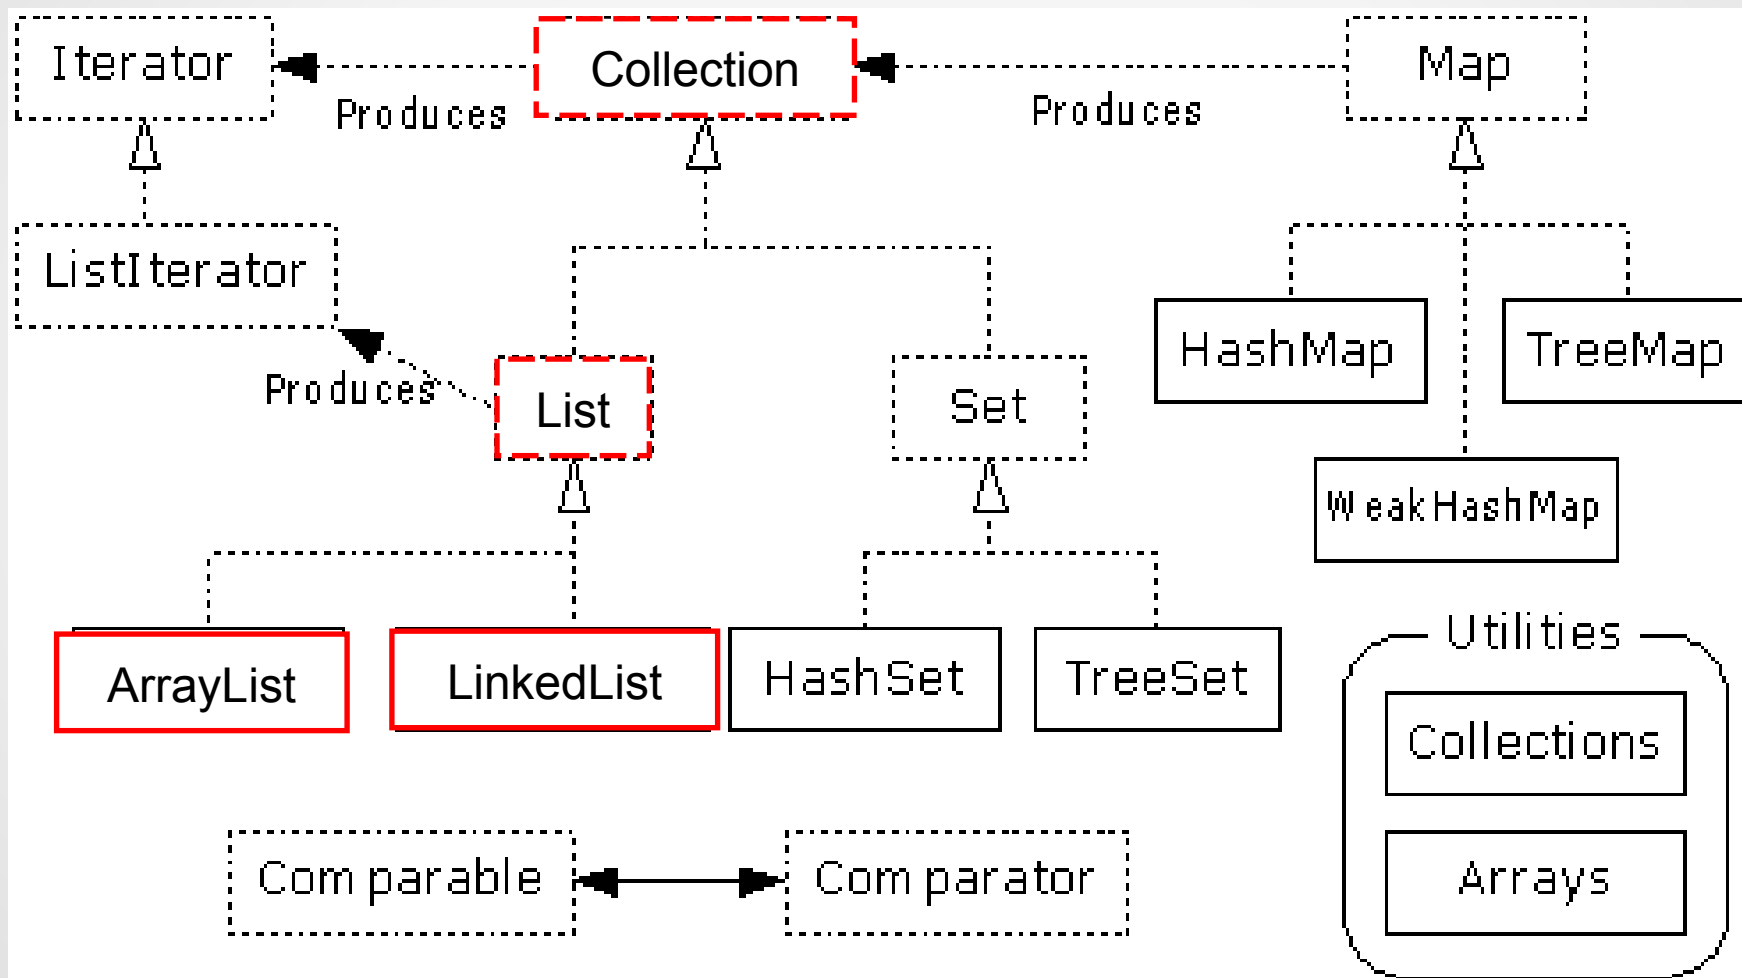 Iterator
Collection
Map
Produces
Produces
ListIterator
HashMap
TreeMap
Produces
List
Set
WeakHashMap
ArrayList
LinkedList
HashSet
TreeSet
Utilities
Collections
Comparable
Comparator
Arrays